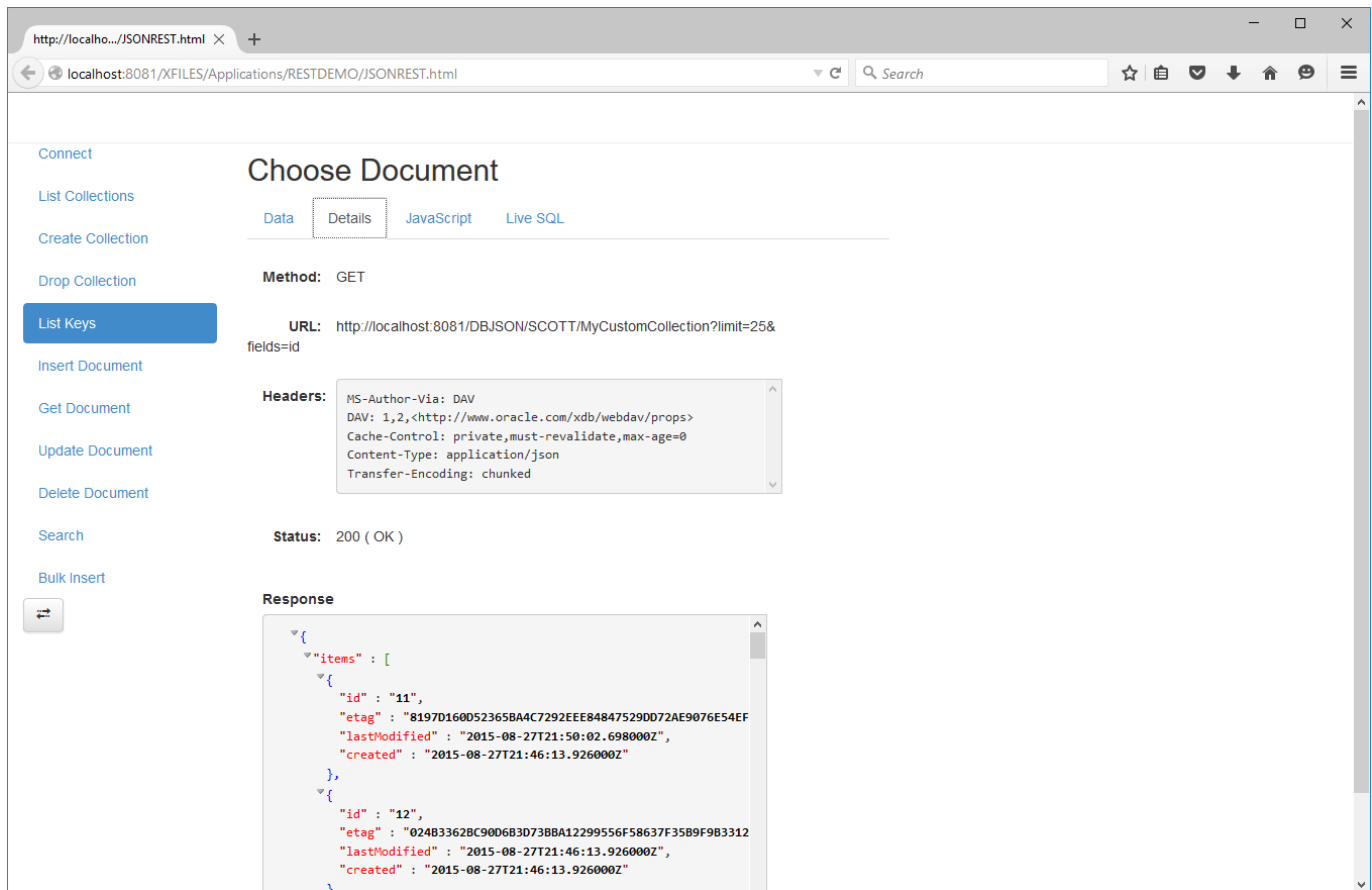 http://localho.../JSONREST.html
localhost:8081/XFILES/Applications/RESTDEMO/JSONREST.html
Search
Connect
List Collections
Create Collection
Drop Collection
List Keys
Insert Document
Get Document
Update Document
Delete Document
Search
Bulk Insert
Choose Document
Data Details JavaScript Live SQL
Method: GET
URL: http://localhost:8081/DBJSON/SCOTT/MyCustomCollection?limit=25&
fields=id
Headers:
MS-Author-Via: DAV
DAV: 1,2,<http://www.oracle.com/xdb/webdav/props>
Cache-Control: private,must-revalidate,max-age=0
Content-Type: application/json
Transfer-Encoding: chunked
Status: 200 ( OK )
Response
{
"items" : [
{
"id" : "11",
"etag" : "8197D160D52365BA4C7292EEE84847529DD72AE9076E54EF
"lastModified" : "2015-08-27T21:50:02.698000Z",
"created" : "2015-08-27T21:46:13.926000Z"
},
{
"id" : "12",
"etag" : "024B3362BC90D6B3D73BBA12299556F58637F35B9F9B3312
"lastModified" : "2015-08-27T21:46:13.926000Z",
"created" : "2015-08-27T21:46:13.926000Z"
}